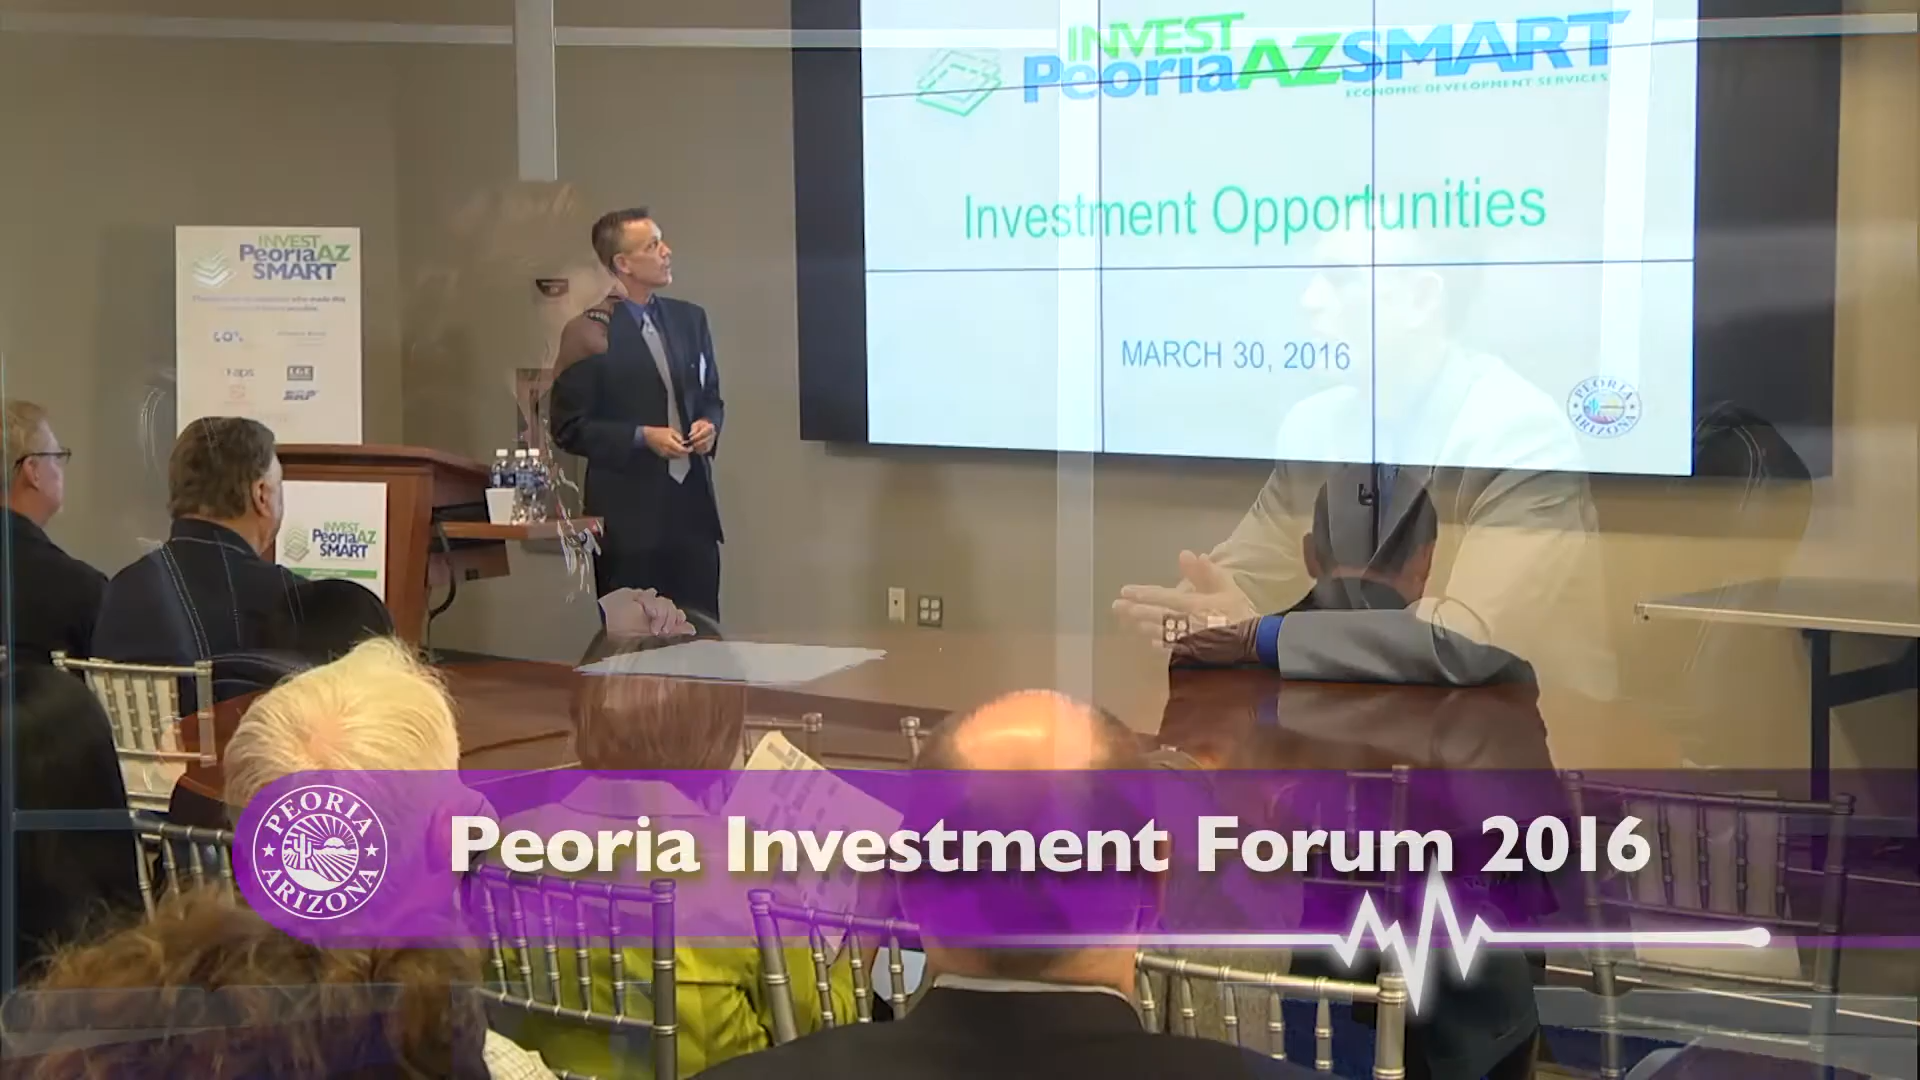 INVEST
PeoriaAZSMART
ECONOMIC DEVELOPMENT SERVICES
Investment Opportunities
MARCH 30, 2016
PEORIA
ARIZONA
INVEST
PeoriaAZ
SMART
aps
INVEST
PeoriaAZ
SMART
PEORIA
ARIZONA
Peoria Investment Forum 2016